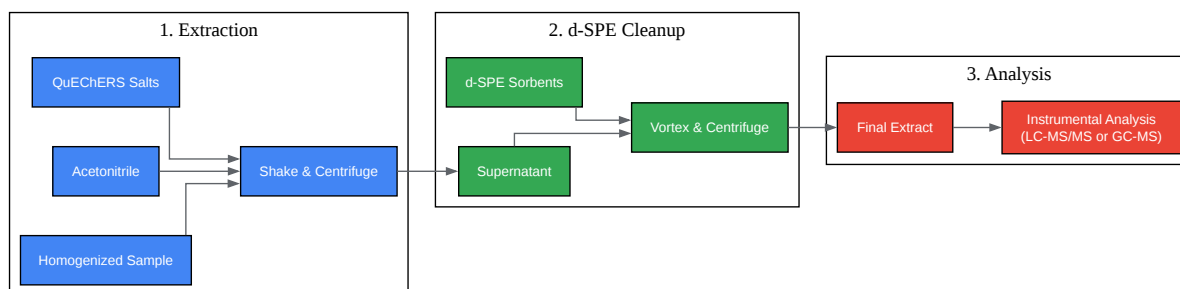 1. Extraction
QuEChERS Salts
Acetonitrile
Homogenized Sample
Shake & Centrifuge
2. d-SPE Cleanup
d-SPE Sorbents
Supernatant
Vortex & Centrifuge
3. Analysis
Final Extract
Instrumental Analysis
(LC-MS/MS or GC-MS)